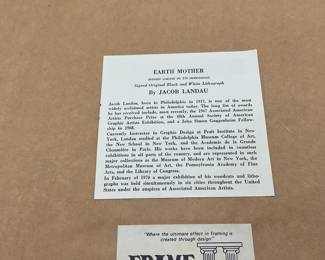 EARTH MOTHER
Signed Original Black and White Lithograph
By JACOB LANDAU
Jacob Landau, born in Philadelphia in 1917, is one of the most
widely acclaimed artists in America today. The long list of awards
he has received include, most recently, the 1967 Associated American
Artists Purchase Prize at the 48th Annual Society of American
Graphic Artists Exhibition, and a John Simon Guggenheim Fellow-
ship in 1968.
Currently Instructor in Graphic Design at Pratt Institute in New
York, Landau studied at the Philadelphia Museum College of Art,
the New School in New York, and the Academie de la Grande
Chaumière in Paris. His works have been included in countless
exhibitions in all parts of the country, and are represented in such
major collections as the Museum of Modern Art in New York, the
Metropolitan Museum of Art, the Pennsylvania Academy of Fine
Arts, and the Library of Congress.
In February of 1970 a major exhibition of his woodcuts and litho-
graphs was held simultaneously in six cities throughout the United
States under the auspices of Associated American Artists.
"Where the ultimate effect in framing is
created through design"